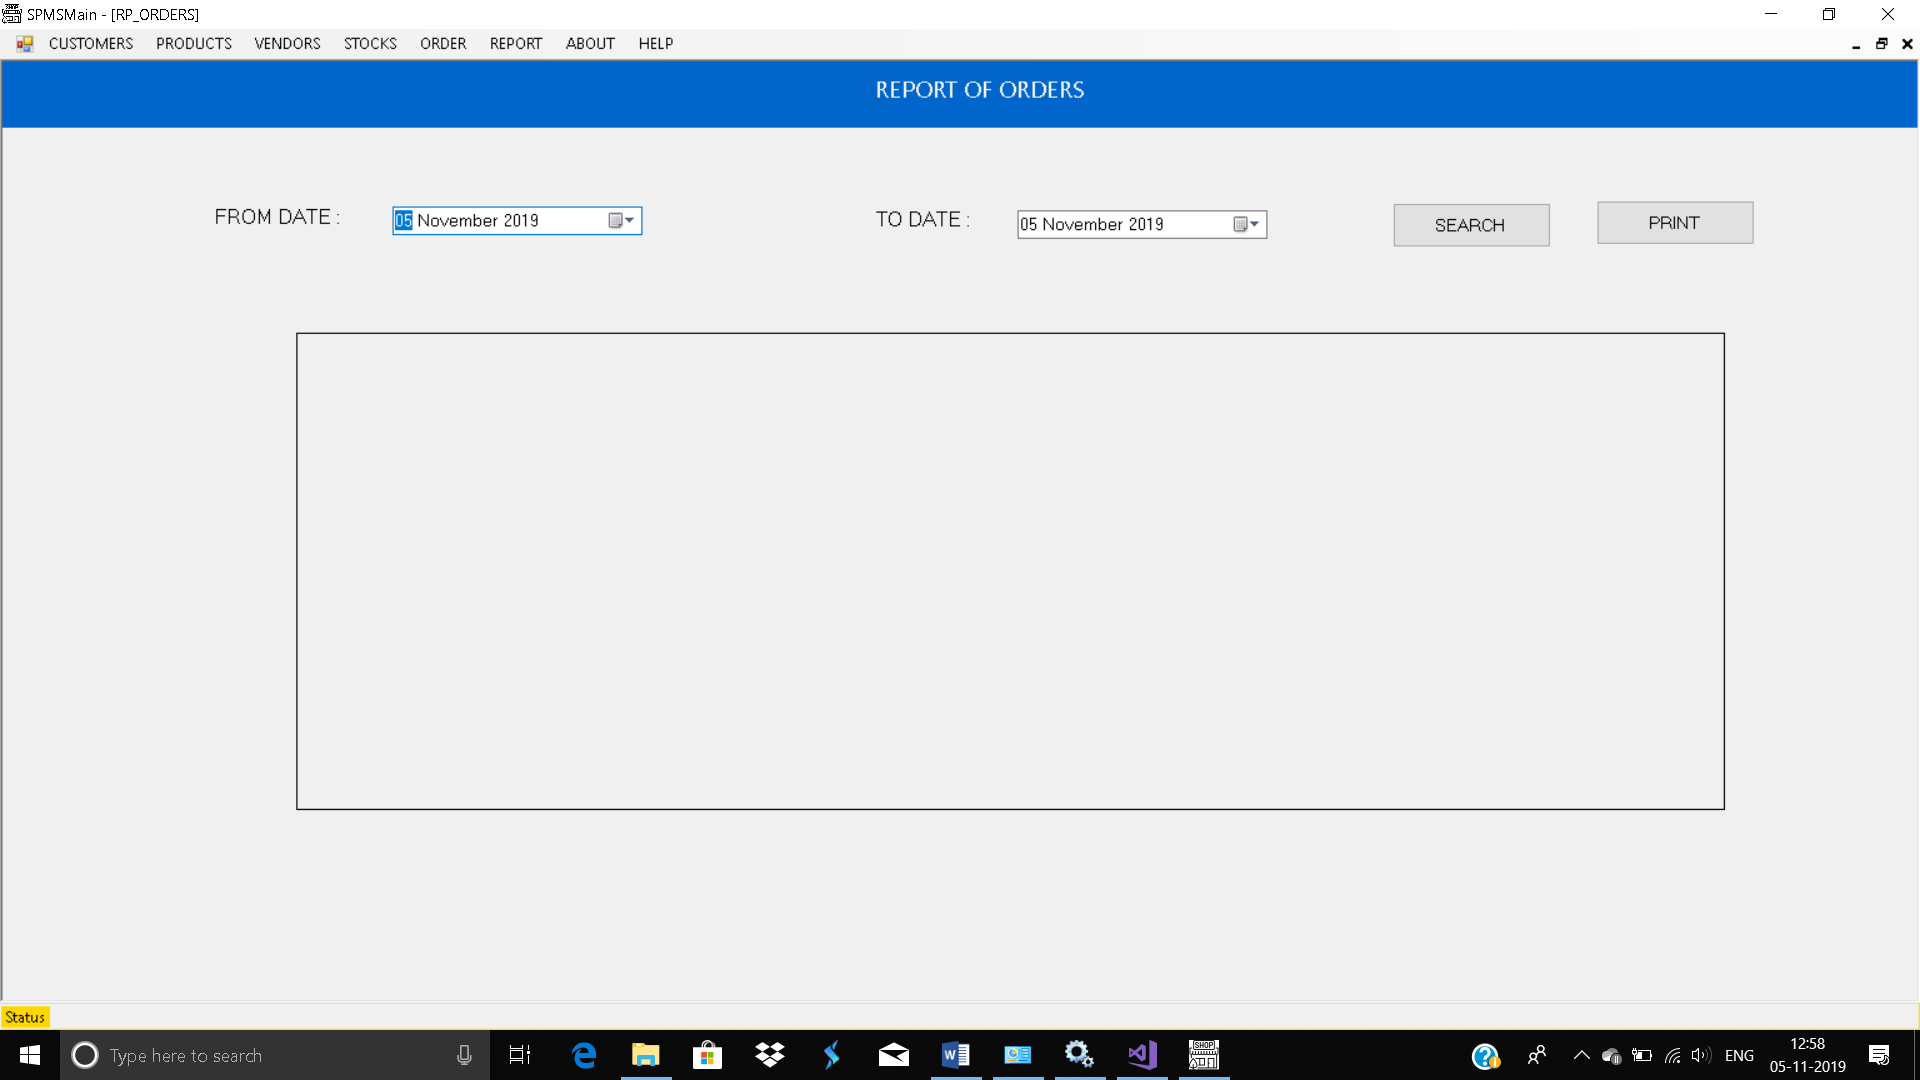 SPMSMain - [RP_ORDERS]
CUSTOMERS PRODUCTS VENDORS STOCKS ORDER REPORT ABOUT HELP
REPORT OF ORDERS
FROM DATE : 05 November 2019 TO DATE : 05 November 2019 SEARCH PRINT
Status
Type here to search
ENG
12:58
05-11-2019
SHOP